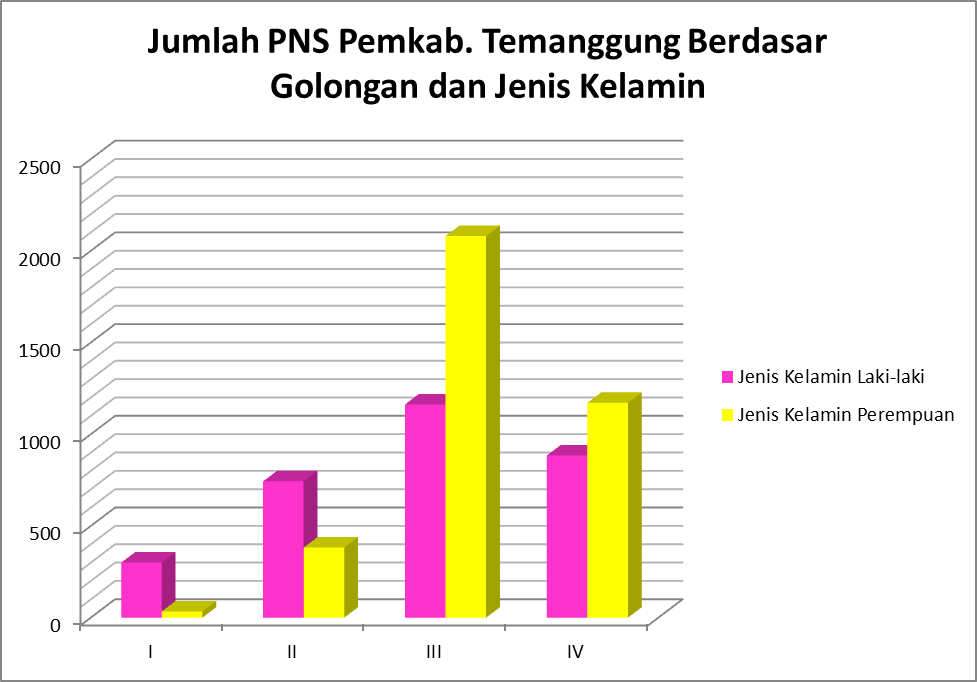 Jumlah PNS Pemkab. Temanggung Berdasar
Golongan dan Jenis Kelamin
2500
2000
1500
1000
500
0
I
II
III
IV
Jenis Kelamin Laki-laki
Jenis Kelamin Perempuan